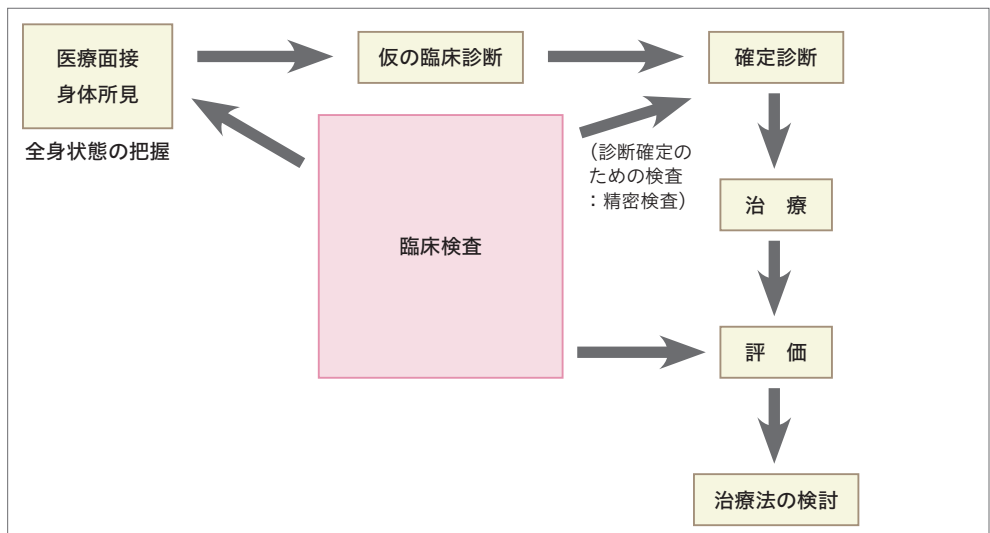 医療面接
身体所見
全身状態の把握
仮の臨床診断
確定診断
臨床検査
(診断確定の
ための検査
:精密検査)
治　療
評　価
治療法の検討